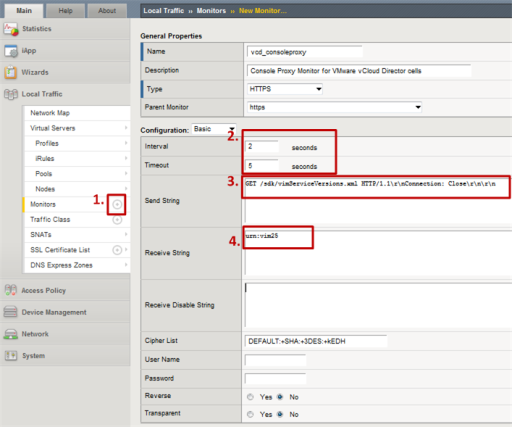 Main Help About
Local Traffic » Monitors » New Monitor...
Statistics
iApp
Wizards
Local Traffic
Network Map
Virtual Servers
Profiles
iRules
Pools
Nodes
1.
Monitors
Traffic Class
SNATs
SSL Certificate List
DNS Express Zones
Access Policy
Device Management
Network
System
General Properties
Name vcd_consoleproxy
Description Console Proxy Monitor for VMware vCloud Director cells
Type HTTPS
Parent Monitor https
Configuration: Basic
2.
Interval 2 seconds
Timeout 5 seconds
3.
Send String GET /sdk/vimServiceVersions.xml HTTP/1.1\r\nConnection: Close\r\n\r\n
4.
Receive String urn:vim25
Receive Disable String
Cipher List DEFAULT:+SHA:+3DES:+kEDH
User Name
Password
Reverse Yes No
Transparent Yes No